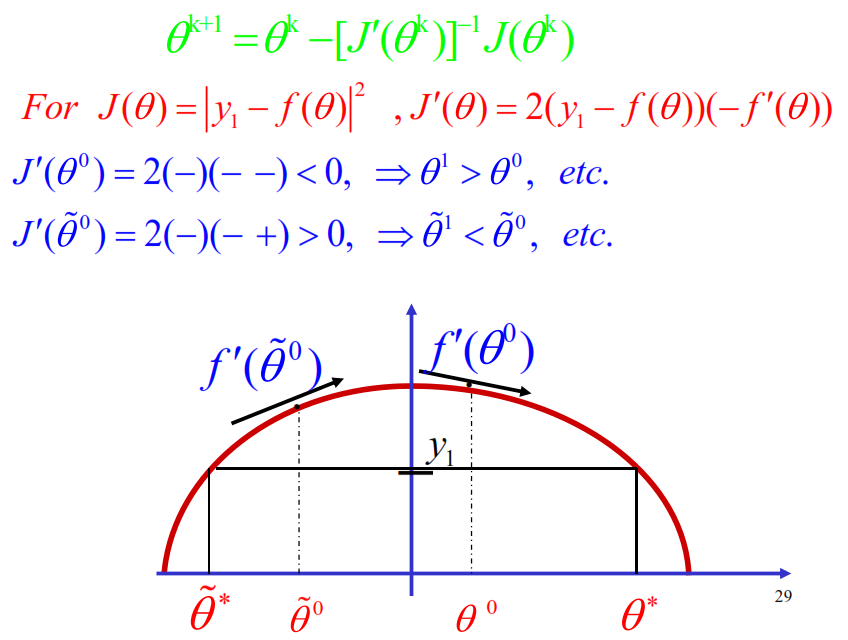 θ^{k+1} = θ^k −[J′(θ^k)]^{−1} J(θ^k)
For J(θ) = |y₁ − f(θ)|² , J′(θ) = 2(y₁ − f(θ))(−f′(θ))
J′(θ⁰) = 2(−)(− −) < 0, ⇒ θ¹ > θ⁰, etc.
J′(θ̃⁰) = 2(−)(− +) > 0, ⇒ θ̃¹ < θ̃⁰, etc.
f′(θ̃⁰) f′(θ⁰)
y₁
θ̃* θ̃⁰ θ⁰ θ*
29